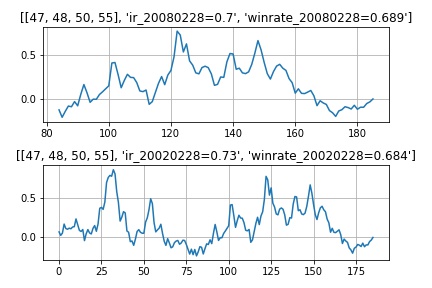 [[47, 48, 50, 55], 'ir_20080228=0.7', 'winrate_20080228=0.689']
0.5
0.0
80 100 120 140 160 180
[[47, 48, 50, 55], 'ir_20020228=0.73', 'winrate_20020228=0.684']
0.5
0.0
0 25 50 75 100 125 150 175